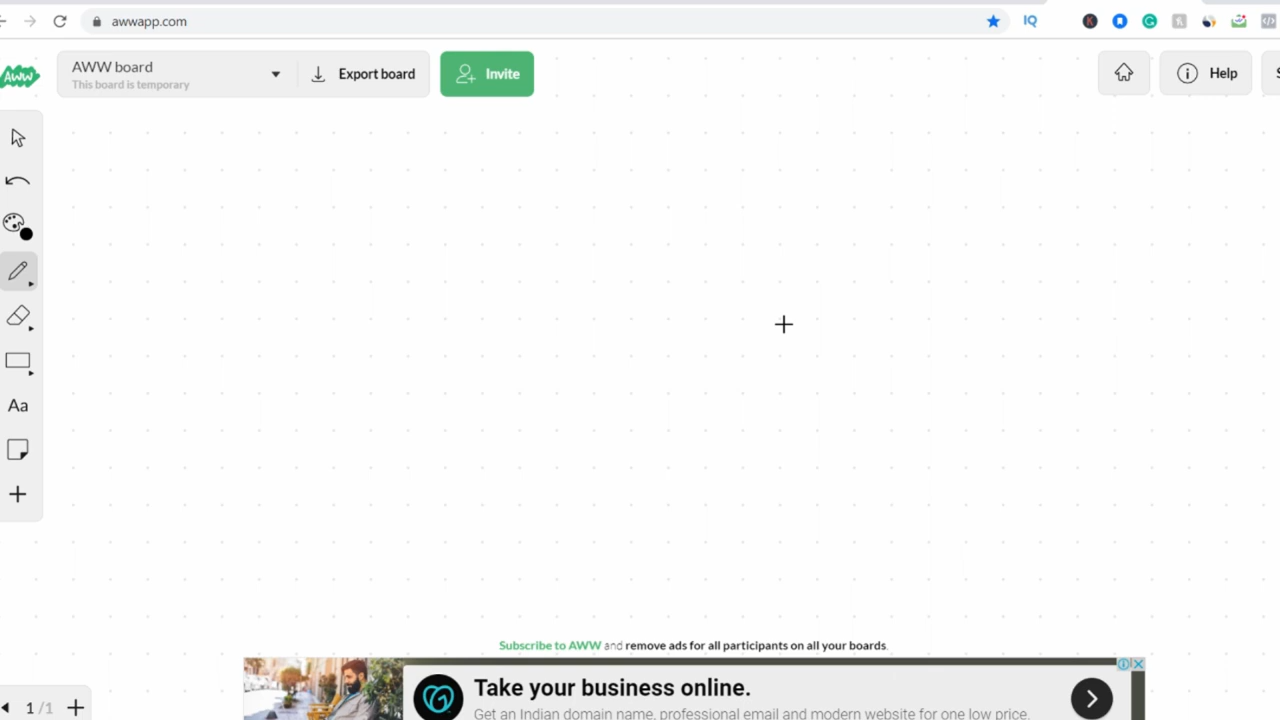 awwapp.com
IQ
AWW
AWW board
This board is temporary
Export board
Invite
Help
Aa
Subscribe to AWW and remove ads for all participants on all your boards.
Take your business online.
Get an Indian domain name, professional email and modern website for one low price.
1/1